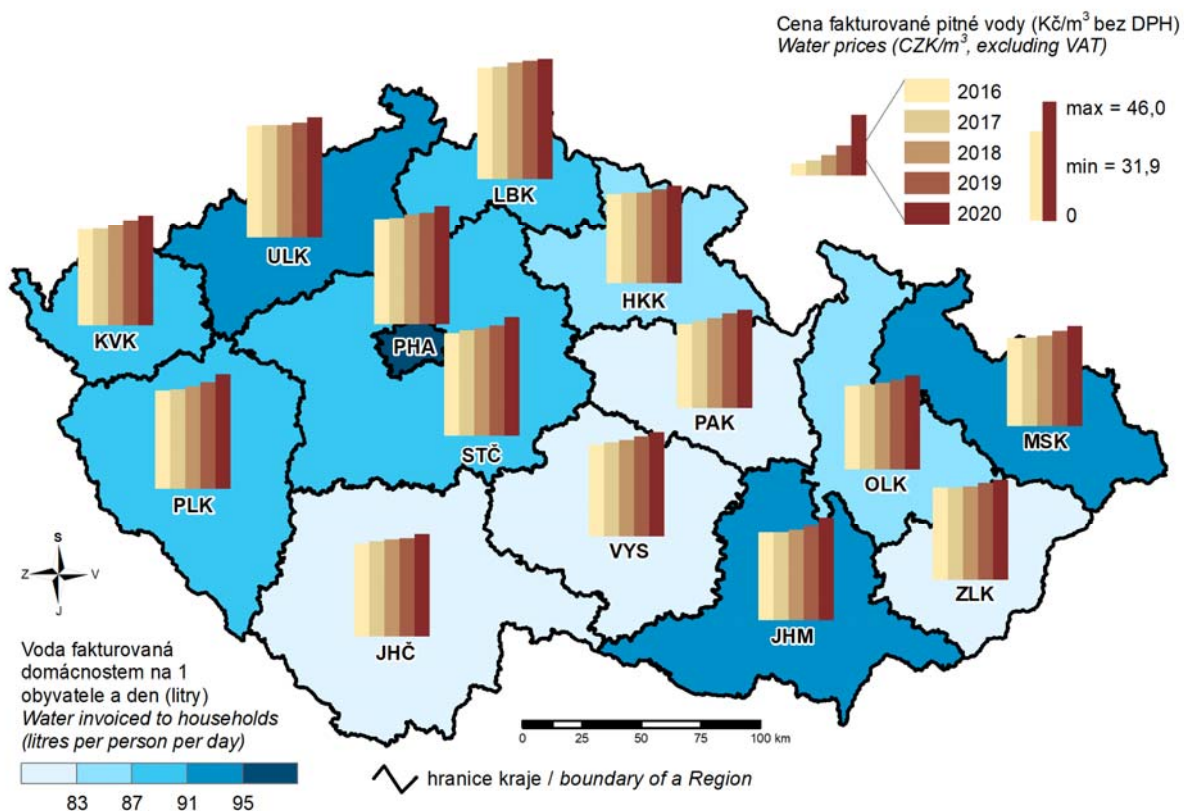 Cena fakturované pitné vody (Kč/m³ bez DPH)
Water prices (CZK/m³, excluding VAT)
2016
2017
2018
2019
2020
max = 46,0
min = 31,9
0
LBK
ULK
HKK
KVK
PHA
PAK
MSK
STČ
OLK
PLK
VYS
ZLK
JHČ
JHM
S
Z
V
J
Voda fakturovaná
domácnostem na 1
obyvatele a den (litry)
Water invoiced to households
(litres per person per day)
83 87 91 95
0 25 50 75 100 km
hranice kraje / boundary of a Region